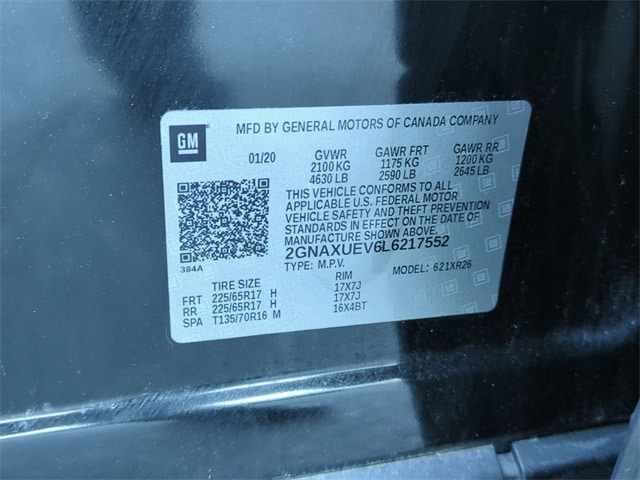 GM
MFD BY GENERAL MOTORS OF CANADA COMPANY
01/20 GVWR GAWR FRT GAWR RR
2100 KG 1175 KG 1200 KG
4630 LB 2590 LB 2645 LB
THIS VEHICLE CONFORMS TO ALL
APPLICABLE U.S. FEDERAL MOTOR
VEHICLE SAFETY AND THEFT PREVENTION
STANDARDS IN EFFECT ON THE DATE OF
MANUFACTURE SHOWN ABOVE.
2GNAXUEV6L6217552
TYPE: M.P.V. MODEL: 621XR26
384A
TIRE SIZE RIM
FRT 225/65R17 H 17X7J
RR 225/65R17 H 17X7J
SPA T135/70R16 M 16X4BT